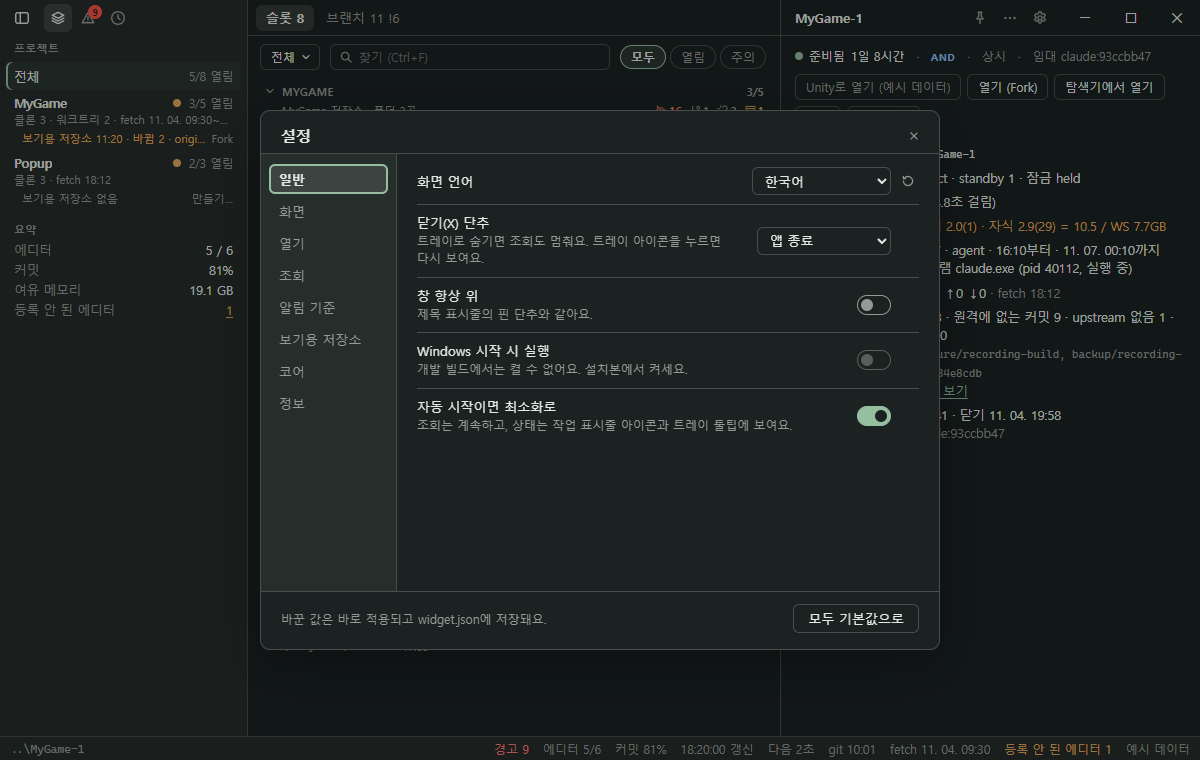 9
프로젝트
전체 5/8 열림
MyGame 3/5 열림
클론 3 · 워크트리 2 · fetch 11. 04. 09:30~...
보기용 저장소 11:20 · 바뀜 2 · origi... Fork
Popup 2/3 열림
클론 3 · fetch 18:12
보기용 저장소 없음 만들기...
요약
에디터 5 / 6
커밋 81%
여유 메모리 19.1 GB
등록 안 된 에디터 1
슬롯 8 브랜치 11 !6
전체 찾기 (Ctrl+F) 모두 열림 주의
MYGAME 3/5
MyGame-1
준비됨 1일 8시간 · AND · 상시 · 임대 claude:93ccbb47
Unity로 열기 (예시 데이터) 열기 (Fork) 탐색기에서 열기
Game-1
ct · standby 1 · 잠금 held
.8초 걸림)
2.0(1) · 자식 2.9(29) = 10.5 / WS 7.7GB
· agent · 16:10부터 · 11. 07. 00:10까지
램 claude.exe (pid 40112, 실행 중)
↑0 ↓0 · fetch 18:12
· 원격에 없는 커밋 9 · upstream 없음 1 ·
0
ure/recording-build, backup/recording-
34e8cdb
보기
1 · 닫기 11. 04. 19:58
de:93ccbb47
설정
일반
화면
열기
조회
알림 기준
보기용 저장소
코어
정보
화면 언어 한국어
닫기(X) 단추
트레이로 숨기면 조회도 멈춰요. 트레이 아이콘을 누르면
다시 보여요.
앱 종료
창 항상 위
제목 표시줄의 핀 단추와 같아요.
Windows 시작 시 실행
개발 빌드에서는 켤 수 없어요. 설치본에서 켜세요.
자동 시작이면 최소화로
조회는 계속하고, 상태는 작업 표시줄 아이콘과 트레이 툴팁에 보여요.
바꾼 값은 바로 적용되고 widget.json에 저장돼요.
모두 기본값으로
..\MyGame-1 경고 9 에디터 5/6 커밋 81% 18:20:00 갱신 다음 2초 git 10:01 fetch 11. 04. 09:30 등록 안 된 에디터 1 예시 데이터